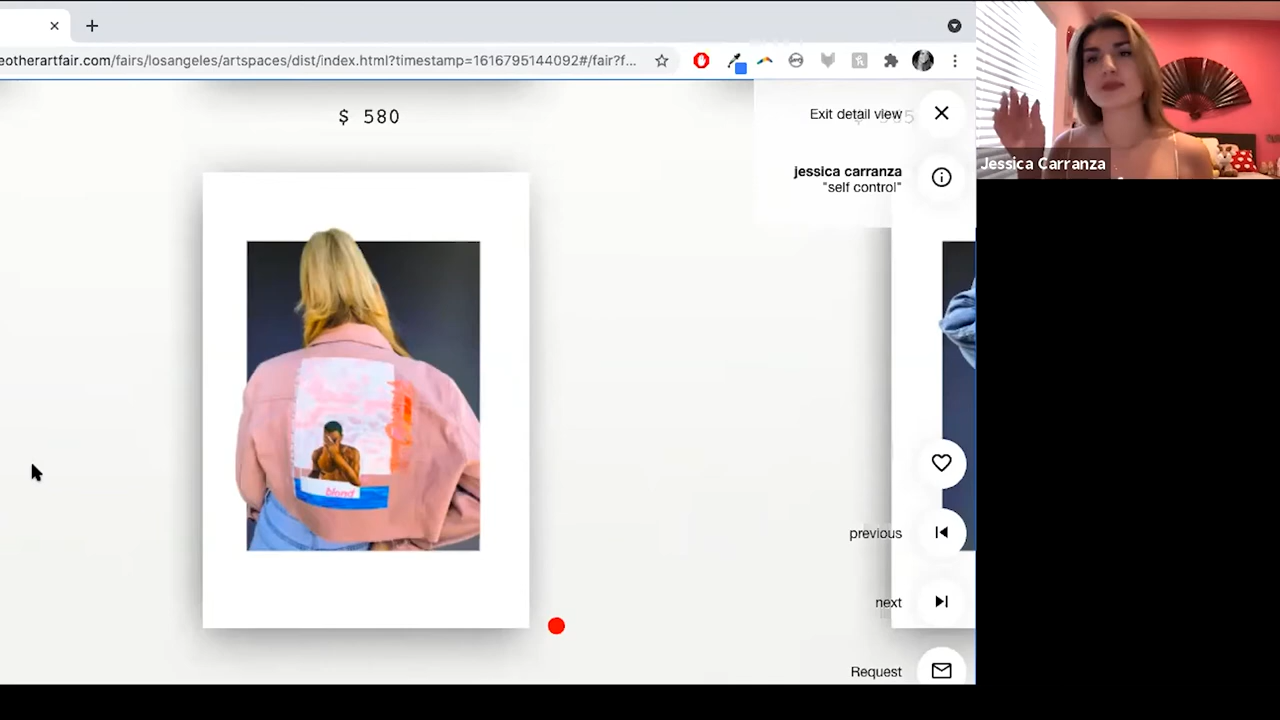 eotherartfair.com/fairs/losangeles/artspaces/dist/index.html?timestamp=1616795144092#/fair?f...
$ 580
Exit detail view
jessica carranza
"self control"
Jessica Carranza
blond
previous
next
Request